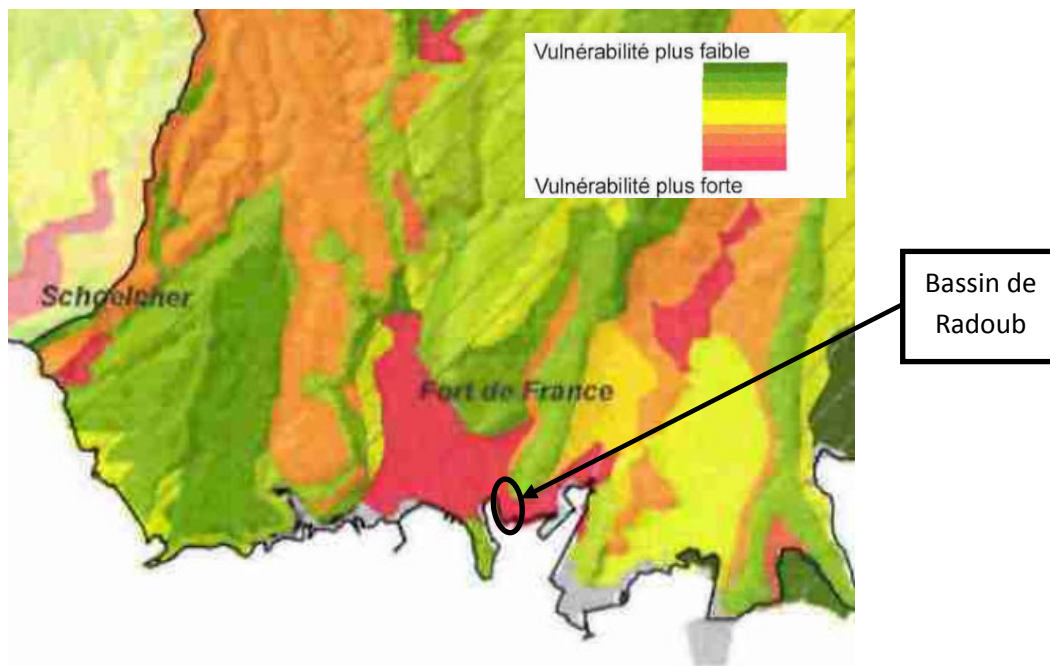 Vulnérabilité plus faible
Vulnérabilité plus forte
Schoelcher
Fort de France
Bassin de
Radoub